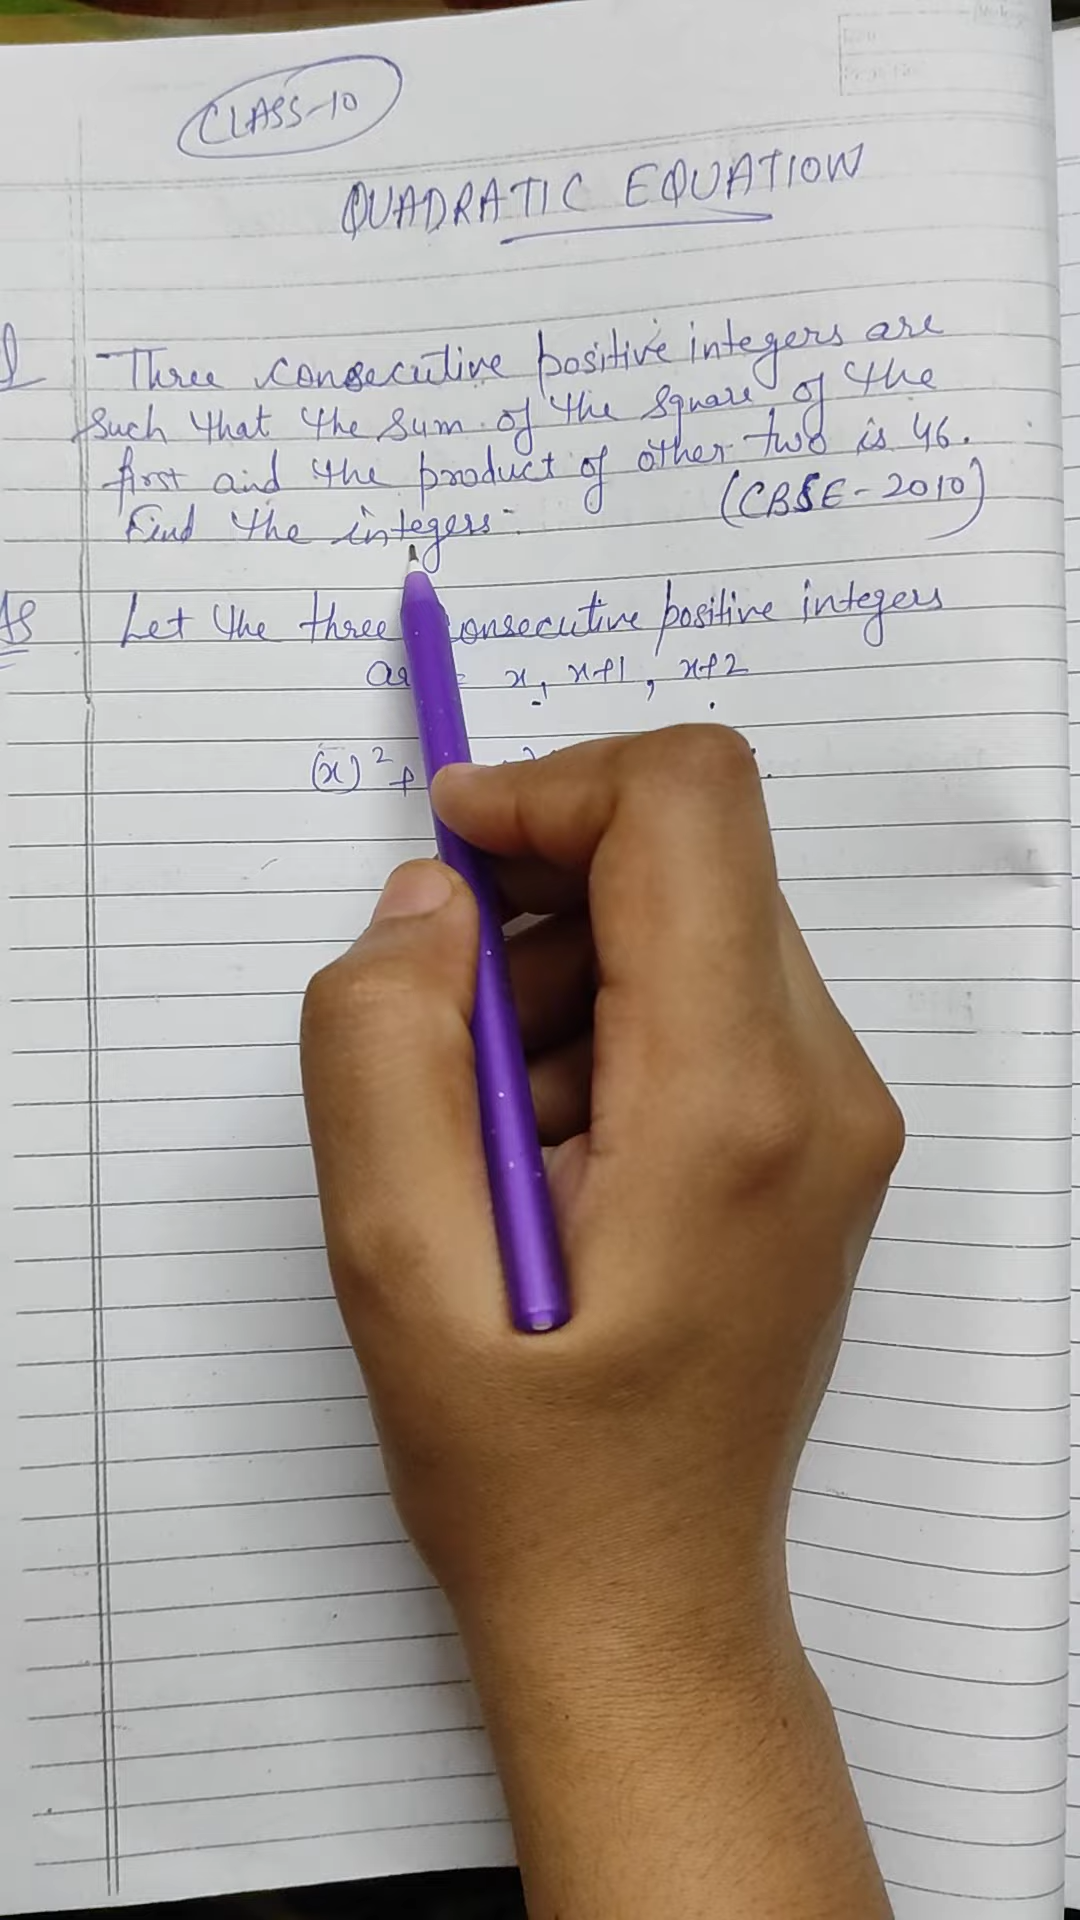 CLASS-10
QUADRATIC EQUATION
Three consecutive positive integers are
such that the sum of the square of the
first and the product of other two is 46.
Find the integers:- (CBSE-2010)
Let the three consecutive positive integers
x, x+1, x+2
(x)² +